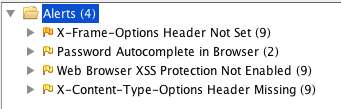 Alerts (4)
X-Frame-Options Header Not Set (9)
Password Autocomplete in Browser (2)
Web Browser XSS Protection Not Enabled (9)
X-Content-Type-Options Header Missing (9)